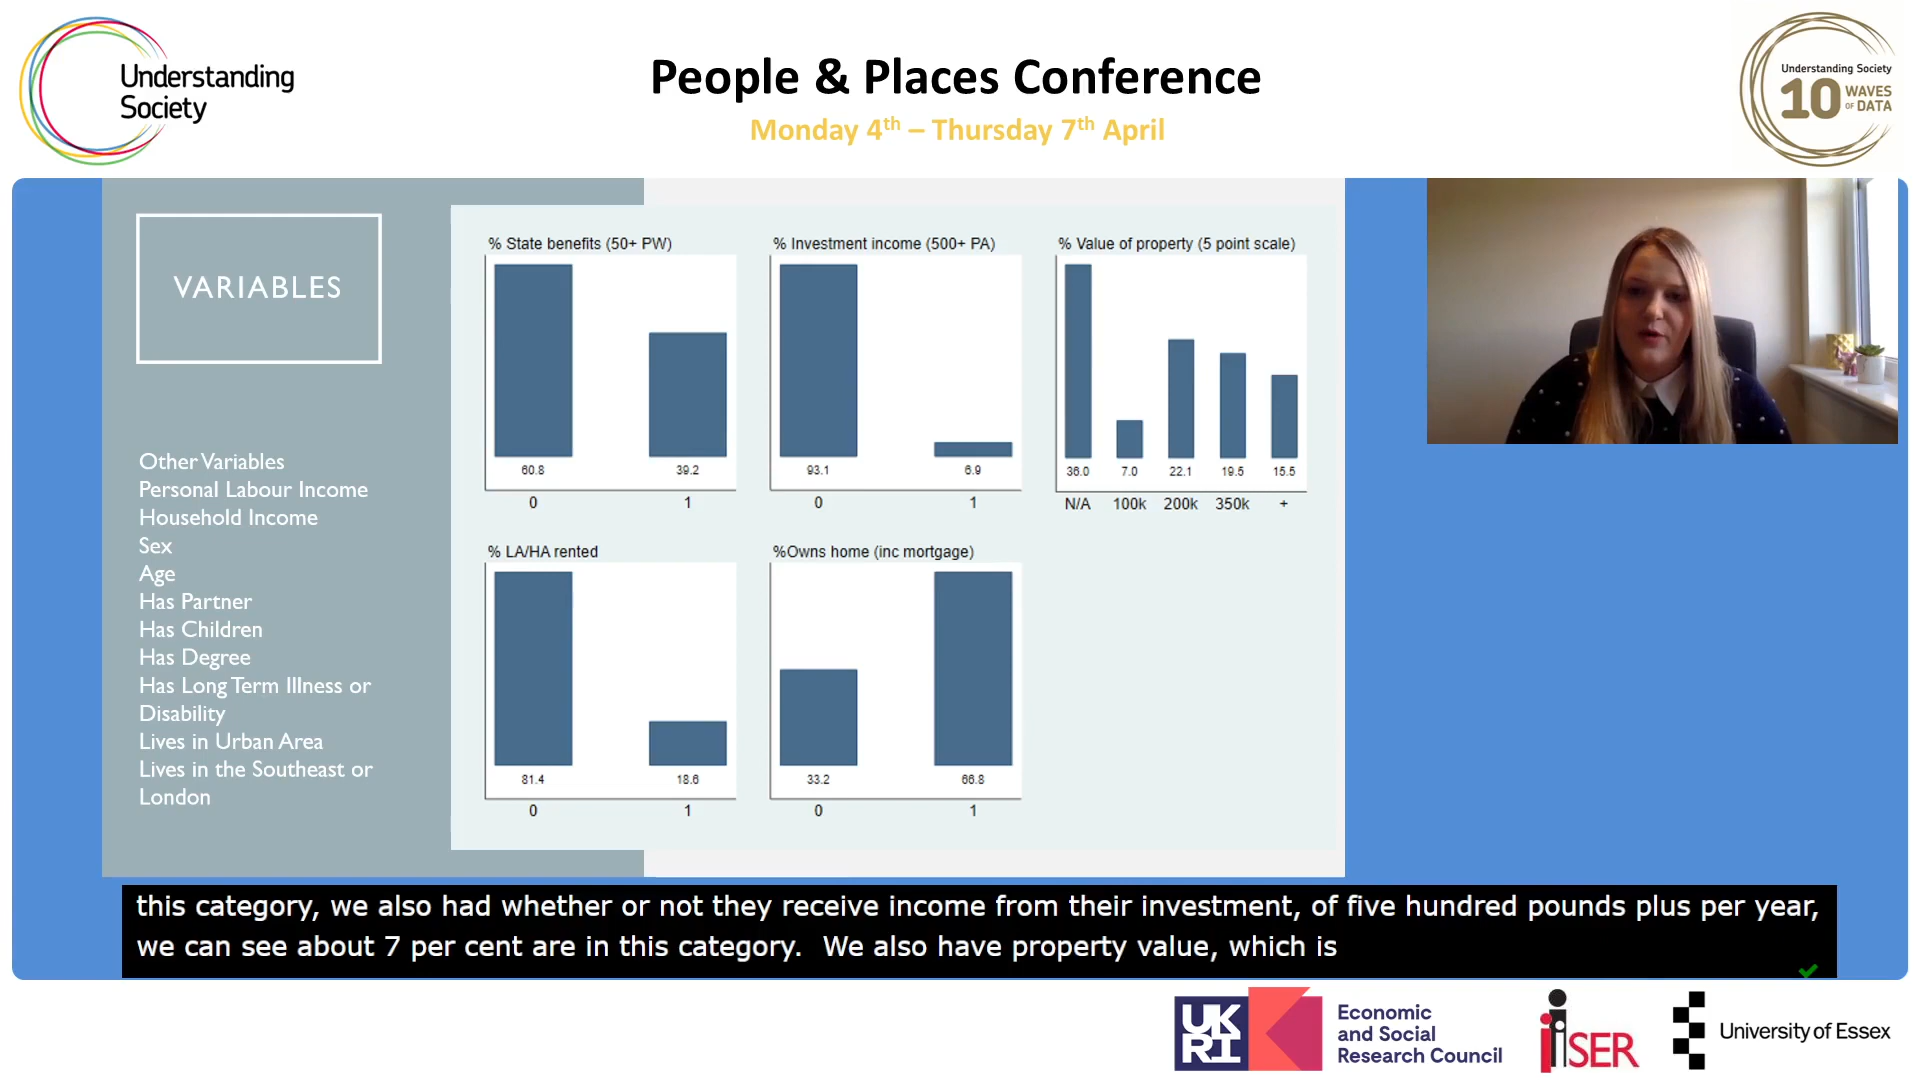 Understanding
Society
People & Places Conference
Monday 4th – Thursday 7th April
Understanding Society
10 WAVES
OF DATA
VARIABLES
Other Variables
Personal Labour Income
Household Income
Sex
Age
Has Partner
Has Children
Has Degree
Has Long Term Illness or
Disability
Lives in Urban Area
Lives in the Southeast or
London
% State benefits (50+ PW)
60.8 39.2
0 1
% Investment income (500+ PA)
93.1 6.9
0 1
% Value of property (5 point scale)
36.0 7.0 22.1 19.5 15.5
N/A 100k 200k 350k +
% LA/HA rented
81.4 18.6
0 1
%Owns home (inc mortgage)
33.2 66.8
0 1
this category, we also had whether or not they receive income from their investment, of five hundred pounds plus per year,
we can see about 7 per cent are in this category. We also have property value, which is
UK
RI
Economic
and Social
Research Council
iSER
University of Essex